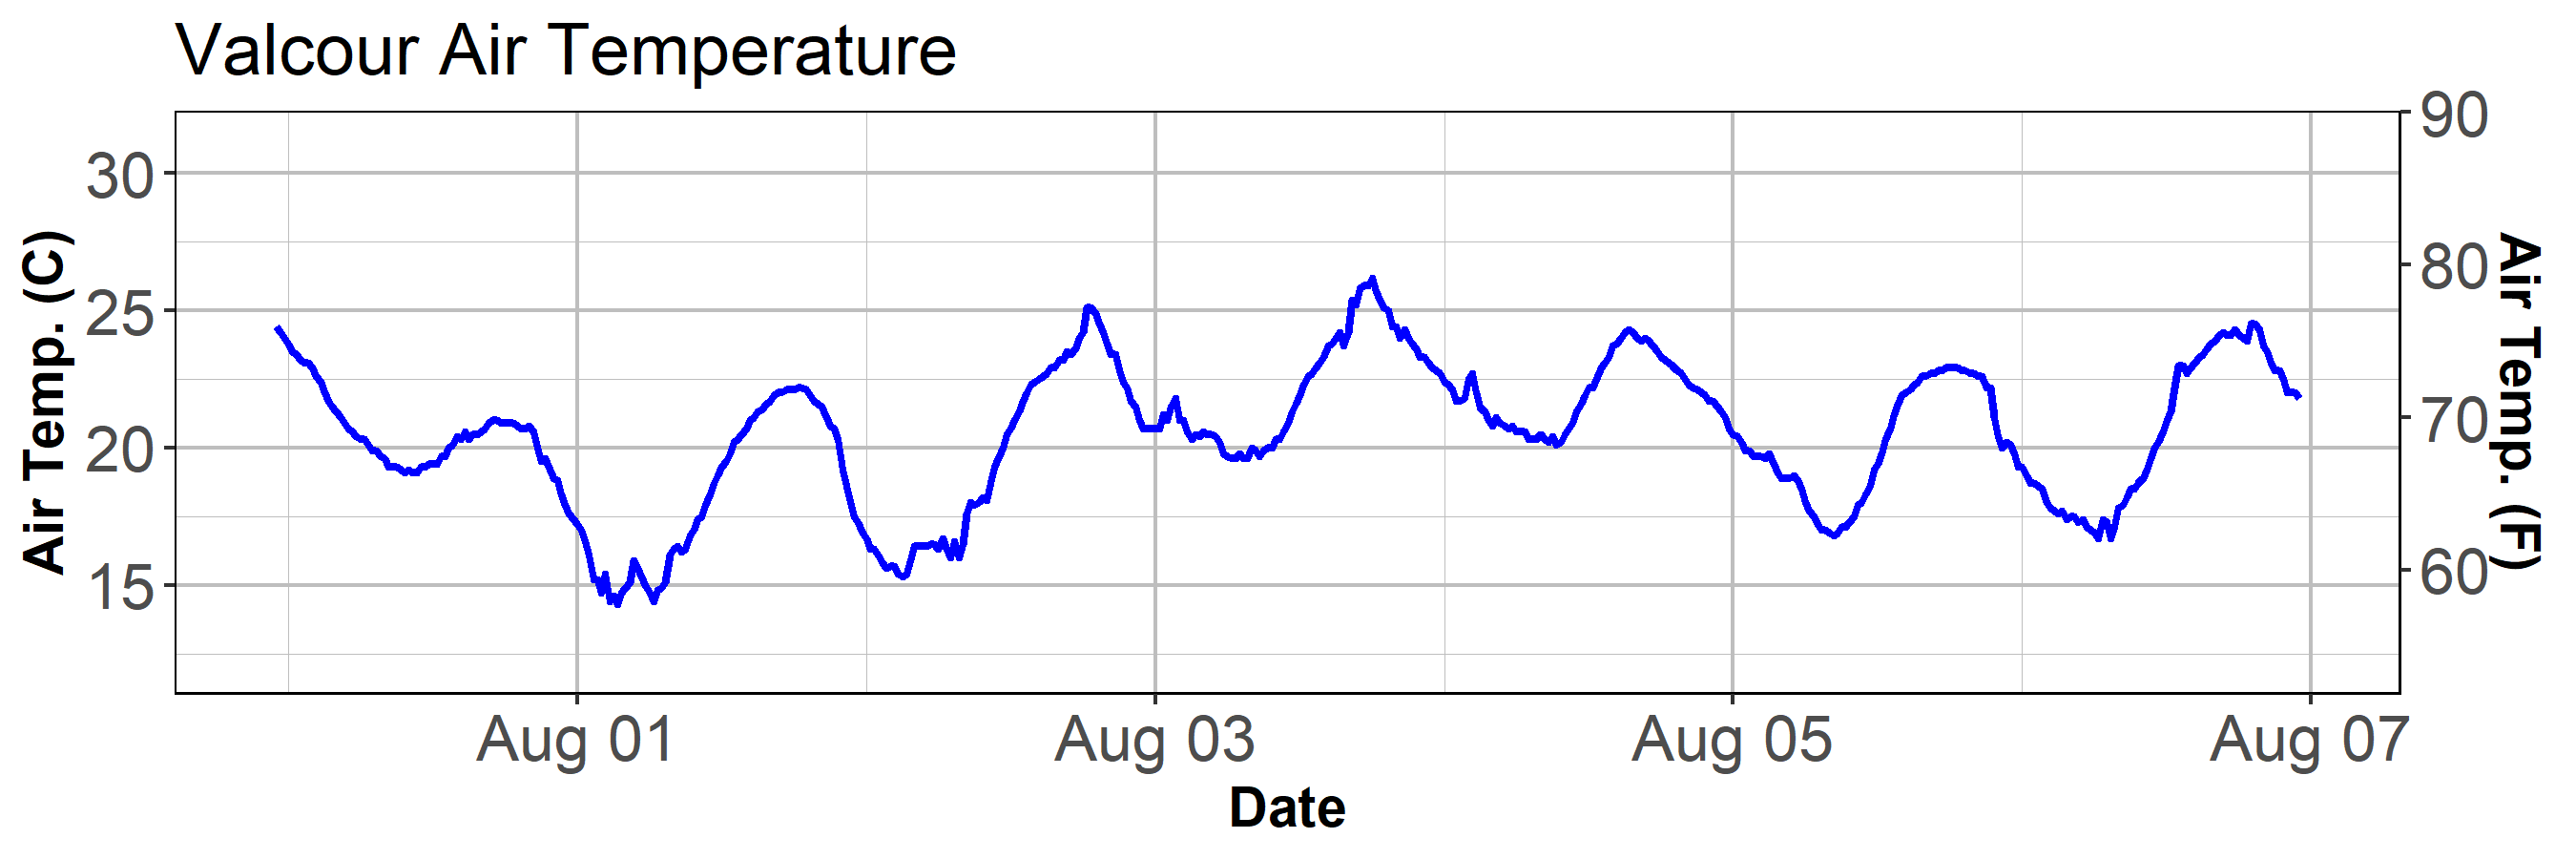 Valcour Air Temperature
Air Temp. (C)
30
25
20
15
90
80
70
60
Air Temp. (F)
Aug 01
Aug 03
Aug 05
Aug 07
Date